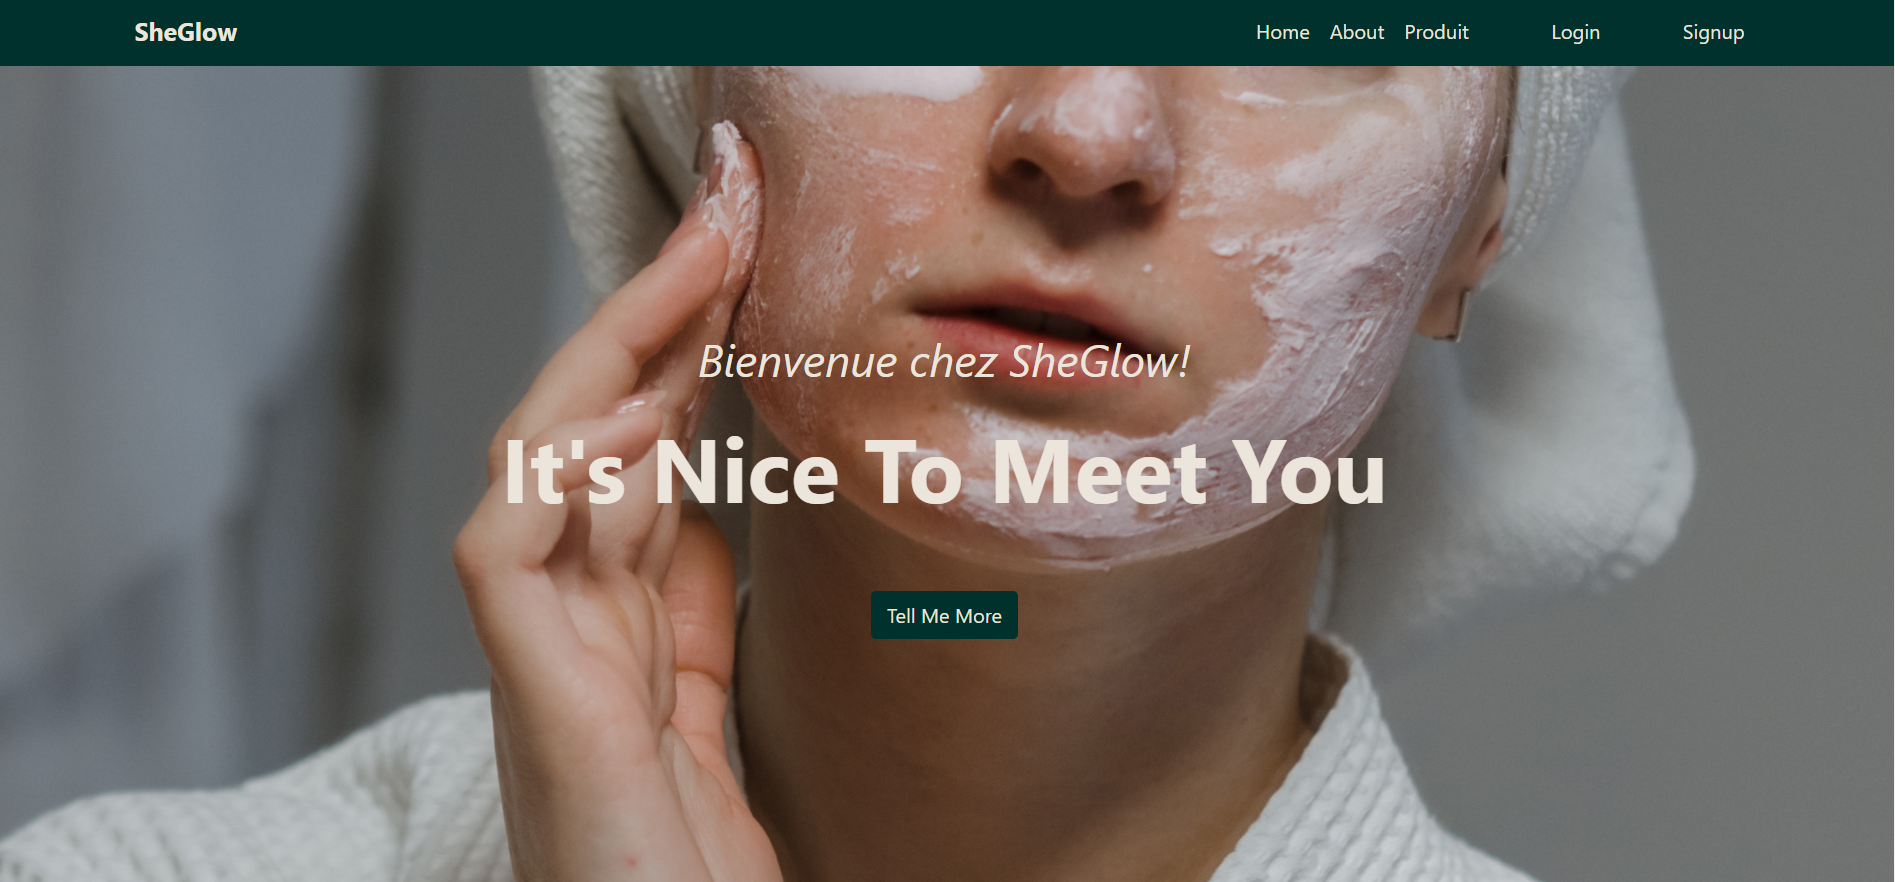 SheGlow Home About Produit Login Signup
Bienvenue chez SheGlow!
It's Nice To Meet You
Tell Me More